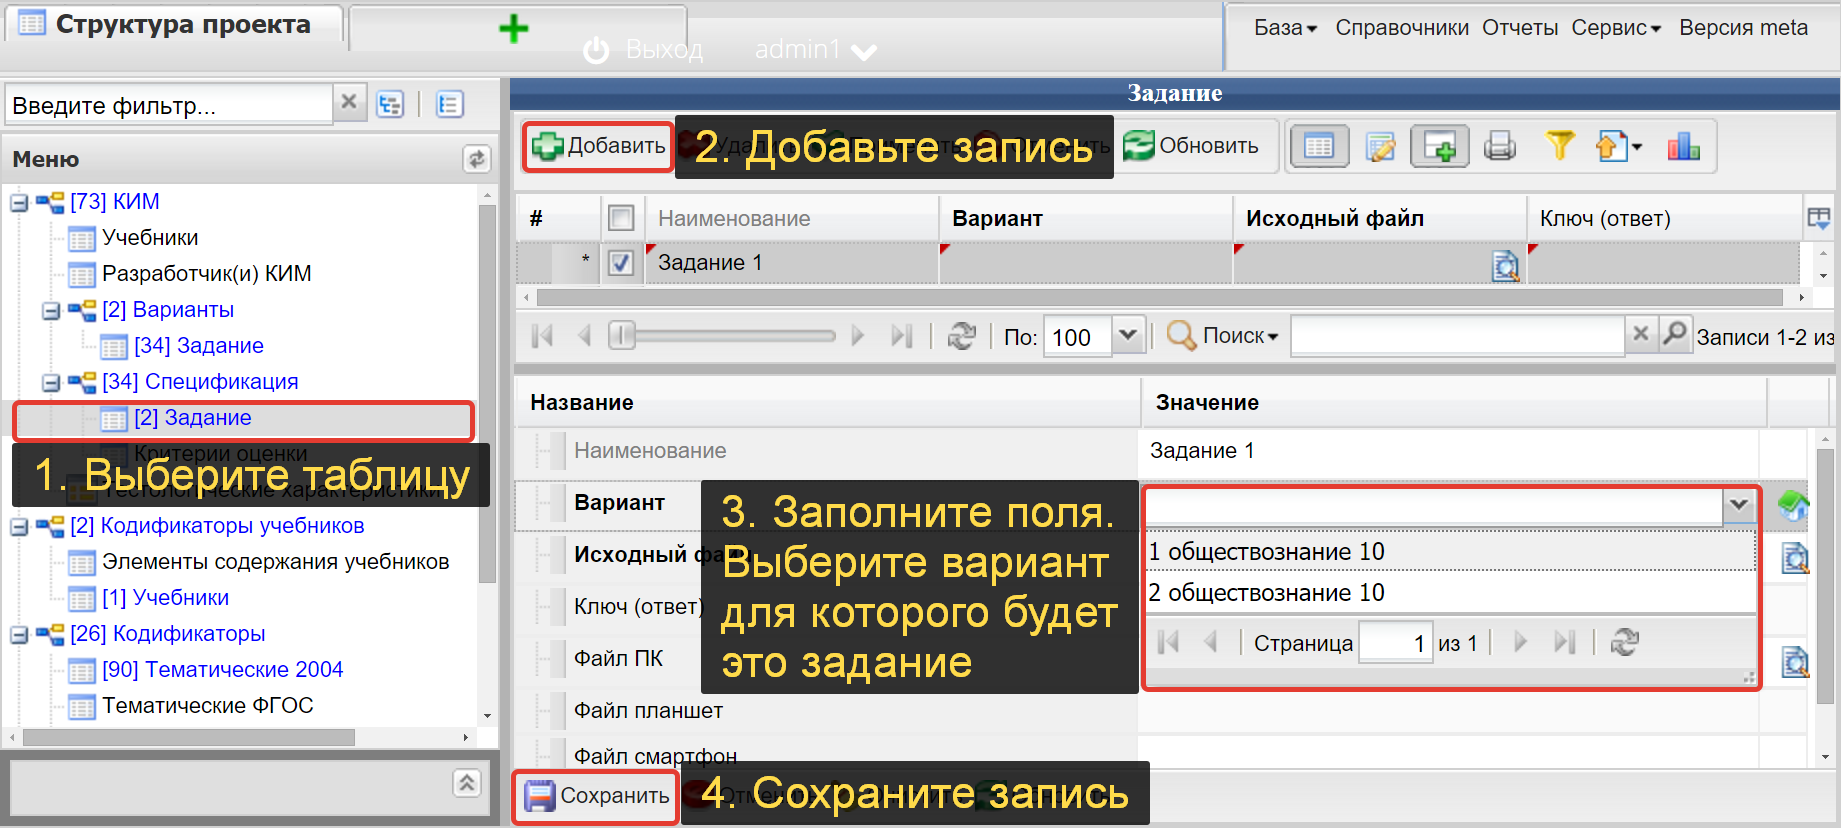 Структура проекта
Выход admin1
База Справочники Отчеты Сервис Версия meta
Введите фильтр...
Меню
[73] КИМ
Учебники
Разработчик(и) КИМ
[2] Варианты
[34] Задание
[34] Спецификация
[2] Задание
Критерии оценки
1. Выберите таблицу
[2] Кодификаторы учебников
Элементы содержания учебников
[1] Учебники
[26] Кодификаторы
[90] Тематические 2004
Тематические ФГОС
Задание
Добавить
2. Добавьте запись
Обновить
# Наименование Вариант Исходный файл Ключ (ответ)
* Задание 1
По: 100 Поиск Записи 1-2 из
Название Значение
Наименование Задание 1
Вариант
Исходный файл
Ключ (ответ)
Файл ПК
Файл планшет
Файл смартфон
3. Заполните поля.
Выберите вариант
для которого будет
это задание
1 обществознание 10
2 обществознание 10
Страница 1 из 1
Сохранить
4. Сохраните запись